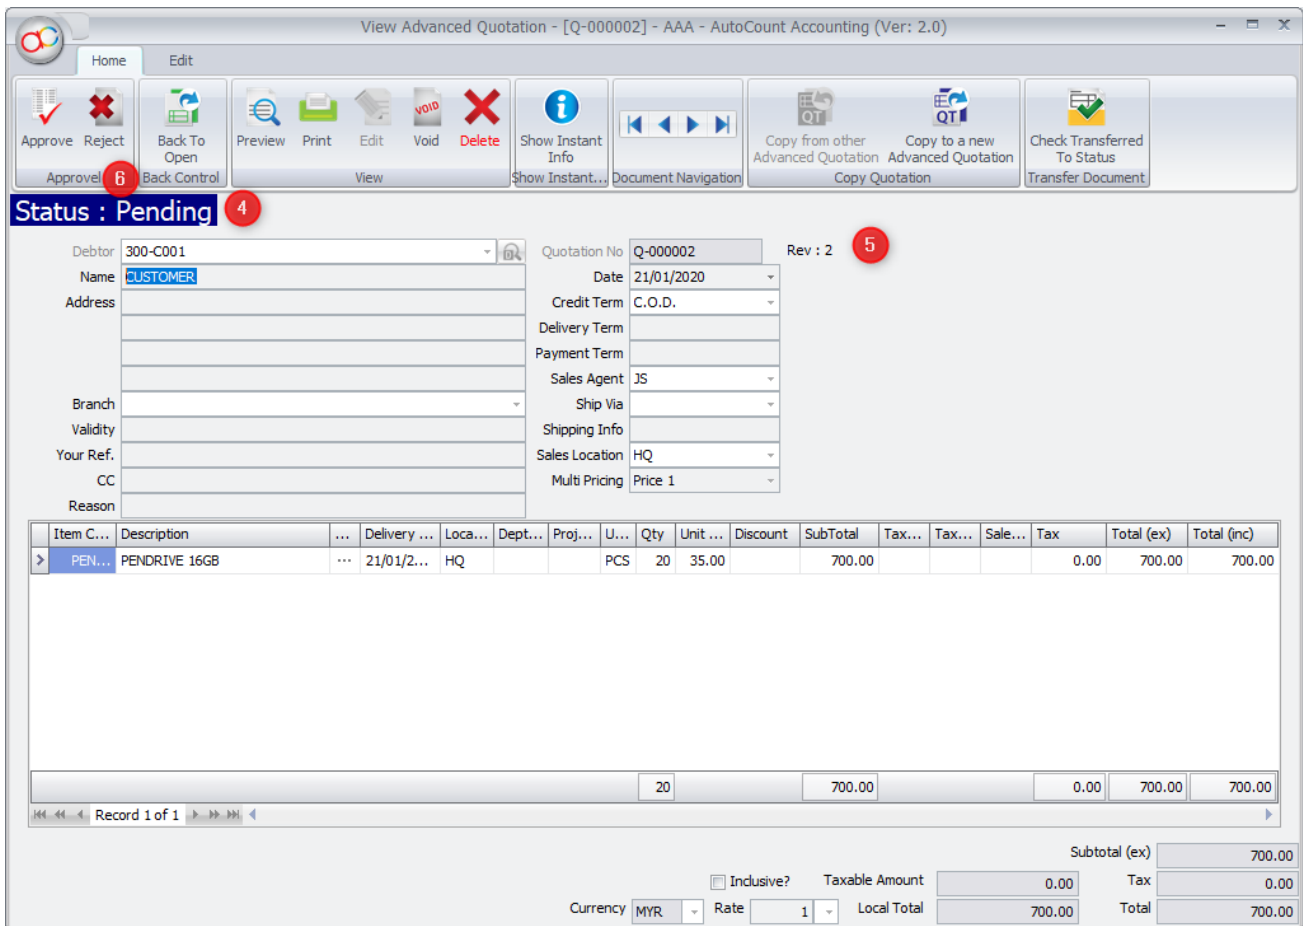 View Advanced Quotation - [Q-000002] - AAA - AutoCount Accounting (Ver: 2.0)
Home Edit
Approve Reject Back To Open Preview Print Edit VOID Void Delete Show Instant Info QT Copy from other Advanced Quotation QT Copy to a new Advanced Quotation Check Transferred To Status
Approvel 6 Back Control View Show Instant... Document Navigation Copy Quotation Transfer Document
Status : Pending 4
Debtor 300-C001 Quotation No Q-000002 Rev : 2 5
Name CUSTOMER Date 21/01/2020
Address Credit Term C.O.D.
Delivery Term
Payment Term
Sales Agent JS
Branch Ship Via
Validity Shipping Info
Your Ref. Sales Location HQ
CC Multi Pricing Price 1
Reason
Item C... Description ... Delivery ... Loca... Dept... Proj... U... Qty Unit ... Discount SubTotal Tax... Tax... Sale... Tax Total (ex) Total (inc)
PEN... PENDRIVE 16GB ... 21/01/2... HQ PCS 20 35.00 700.00 0.00 700.00 700.00
20 700.00 0.00 700.00 700.00
Record 1 of 1
Subtotal (ex) 700.00
Inclusive? Taxable Amount 0.00 Tax 0.00
Currency MYR Rate 1 Local Total 700.00 Total 700.00